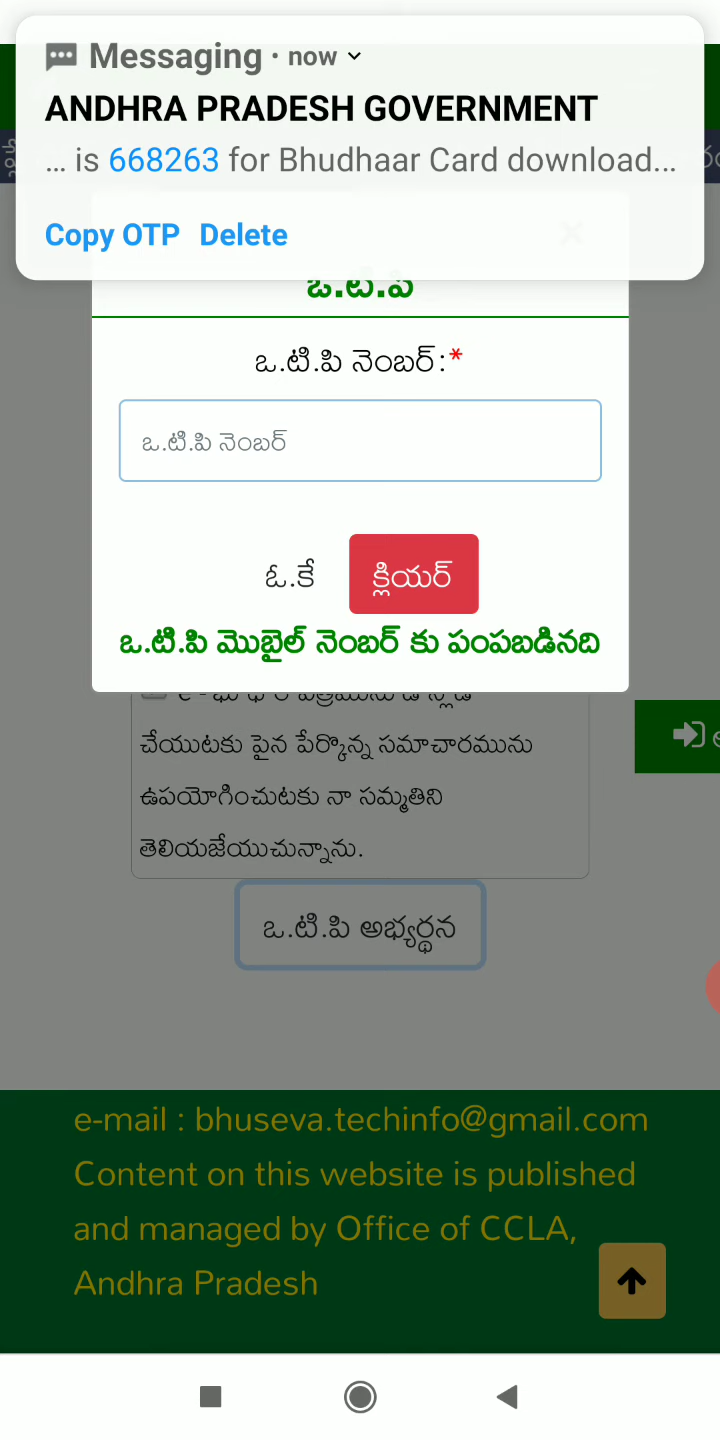 Messaging · now
ANDHRA PRADESH GOVERNMENT
... is 668263 for Bhudhaar Card download...
Copy OTP Delete
ఒ.టి.పి
ఒ.టి.పి నెంబర్:*
ఒ.టి.పి నెంబర్
ఓ.కే క్లియర్
ఒ.టి.పి మొబైల్ నెంబర్ కు పంపబడినది
చేయుటకు పైన పేర్కొన్న సమాచారమును
ఉపయోగించుటకు నా సమ్మతిని
తెలియజేయుచున్నాను.
ఒ.టి.పి అభ్యర్థన
e-mail : bhuseva.techinfo@gmail.com
Content on this website is published
and managed by Office of CCLA,
Andhra Pradesh